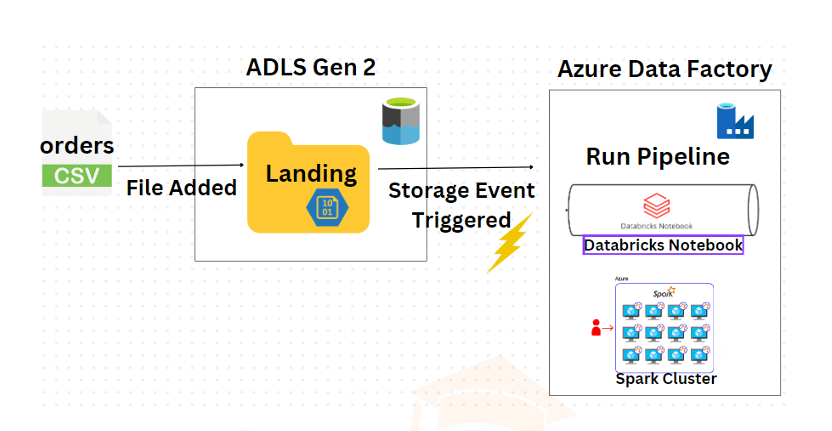 ADLS Gen 2
Azure Data Factory
orders
CSV
File Added
Landing
10
01
Storage Event
Triggered
Run Pipeline
Databricks Notebook
Databricks Notebook
Azure
Spark
Spark Cluster